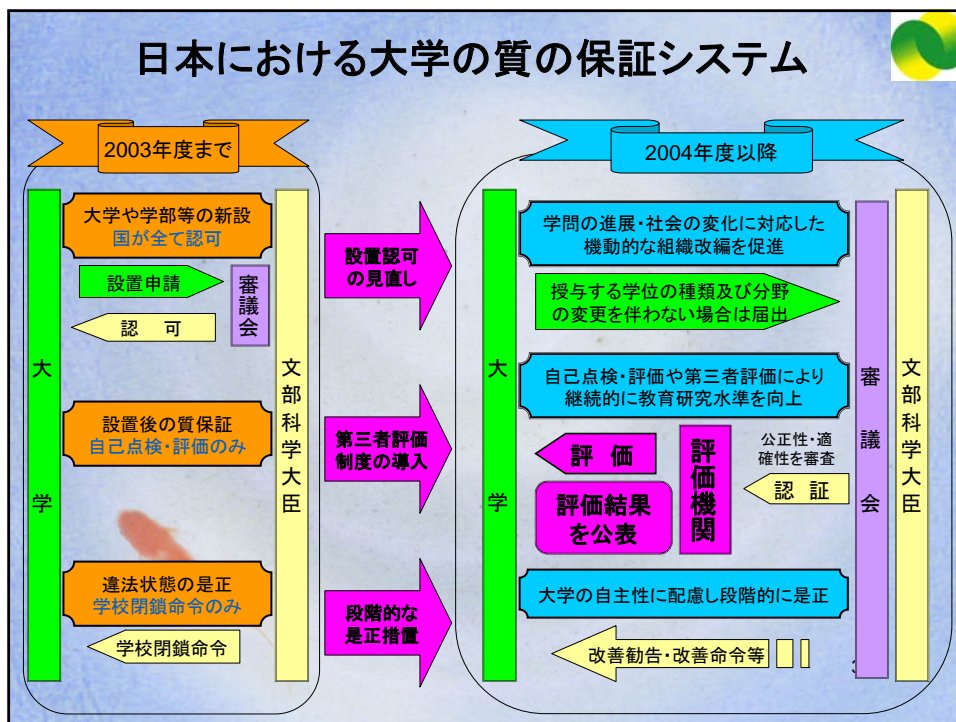 日本における大学の質の保証システム
2003年度まで
大学
大学や学部等の新設
国が全て認可
設置申請
認　可
審議会
設置後の質保証
自己点検・評価のみ
違法状態の是正
学校閉鎖命令のみ
学校閉鎖命令
文部科学大臣
設置認可
の見直し
第三者評価
制度の導入
段階的な
是正措置
2004年度以降
大学
学問の進展・社会の変化に対応した
機動的な組織改編を促進
授与する学位の種類及び分野
の変更を伴わない場合は届出
自己点検・評価や第三者評価により
継続的に教育研究水準を向上
評　価
評価結果
を公表
評価機関
公正性・適
確性を審査
認　証
大学の自主性に配慮し段階的に是正
改善勧告・改善命令等
審議会
文部科学大臣